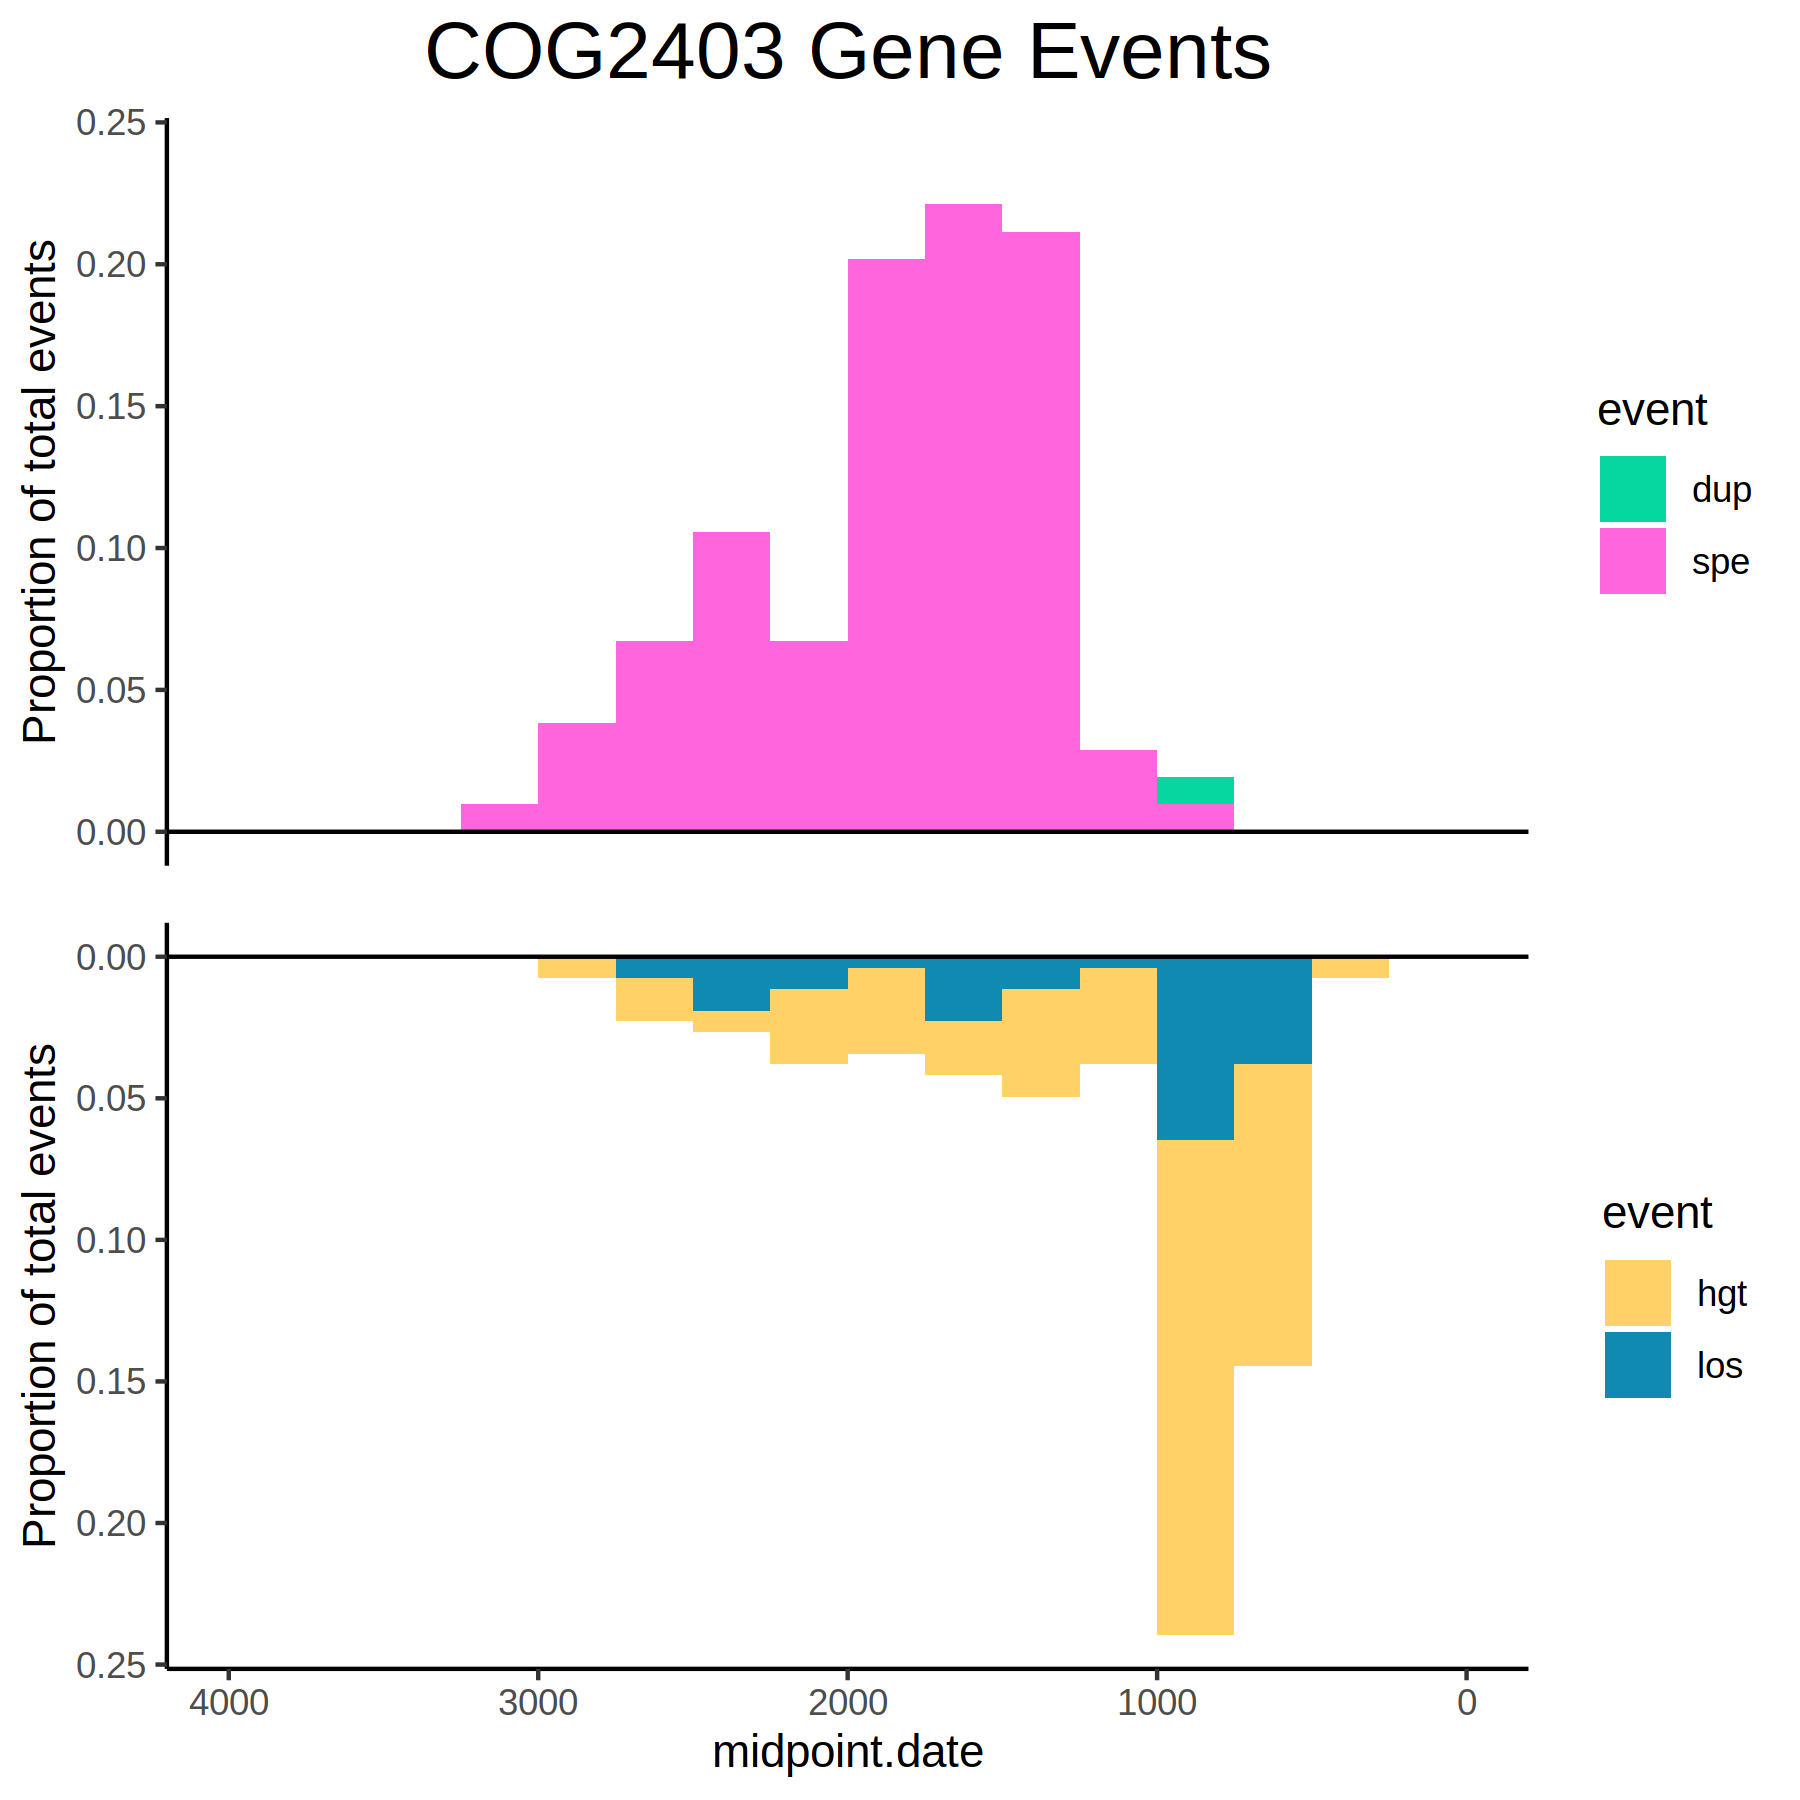 COG2403 Gene Events
Proportion of total events
0.25
0.20
0.15
0.10
0.05
0.00
event
dup
spe
Proportion of total events
0.00
0.05
0.10
0.15
0.20
0.25
event
hgt
los
4000 3000 2000 1000 0
midpoint.date